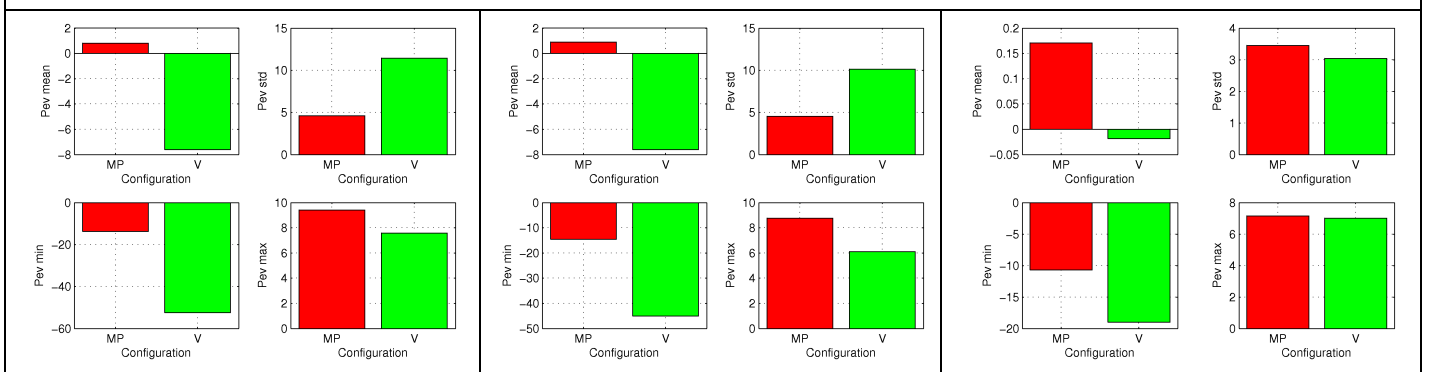 Pev mean
2
0
−2
−4
−6
−8
MP V
Configuration
Pev std
15
10
5
0
MP V
Configuration
Pev min
0
−20
−40
−60
MP V
Configuration
Pev max
10
8
6
4
2
0
MP V
Configuration
Pev mean
2
0
−2
−4
−6
−8
MP V
Configuration
Pev std
15
10
5
0
MP V
Configuration
Pev min
0
−10
−20
−30
−40
−50
MP V
Configuration
Pev max
10
8
6
4
2
0
MP V
Configuration
Pev mean
0.2
0.15
0.1
0.05
0
−0.05
MP V
Configuration
Pev std
4
3
2
1
0
MP V
Configuration
Pev min
0
−5
−10
−15
−20
MP V
Configuration
Pev max
8
6
4
2
0
MP V
Configuration